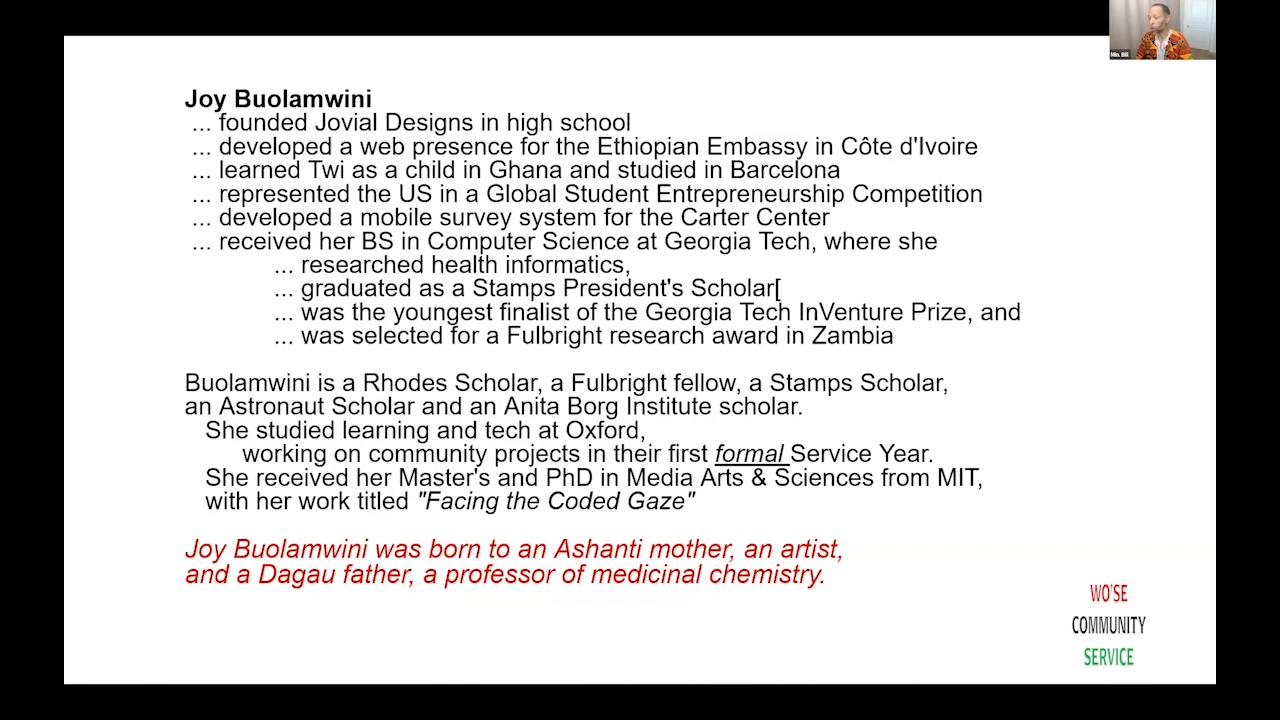 Min. Bill
Joy Buolamwini
... founded Jovial Designs in high school
... developed a web presence for the Ethiopian Embassy in Côte d'Ivoire
... learned Twi as a child in Ghana and studied in Barcelona
... represented the US in a Global Student Entrepreneurship Competition
... developed a mobile survey system for the Carter Center
... received her BS in Computer Science at Georgia Tech, where she
... researched health informatics,
... graduated as a Stamps President's Scholar[
... was the youngest finalist of the Georgia Tech InVenture Prize, and
... was selected for a Fulbright research award in Zambia
Buolamwini is a Rhodes Scholar, a Fulbright fellow, a Stamps Scholar,
an Astronaut Scholar and an Anita Borg Institute scholar.
She studied learning and tech at Oxford,
working on community projects in their first formal Service Year.
She received her Master's and PhD in Media Arts & Sciences from MIT,
with her work titled "Facing the Coded Gaze"
Joy Buolamwini was born to an Ashanti mother, an artist,
and a Dagau father, a professor of medicinal chemistry.
WO'SE
COMMUNITY
SERVICE